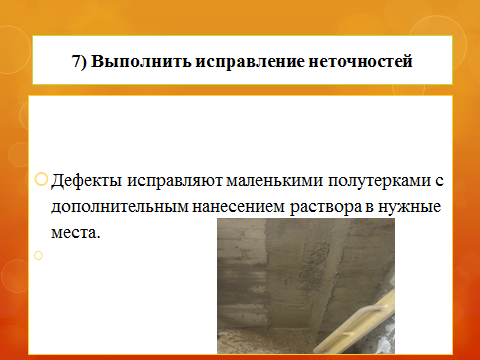 7) Выполнить исправление неточностей
Дефекты исправляют маленькими полутерками с
дополнительным нанесением раствора в нужные
места.